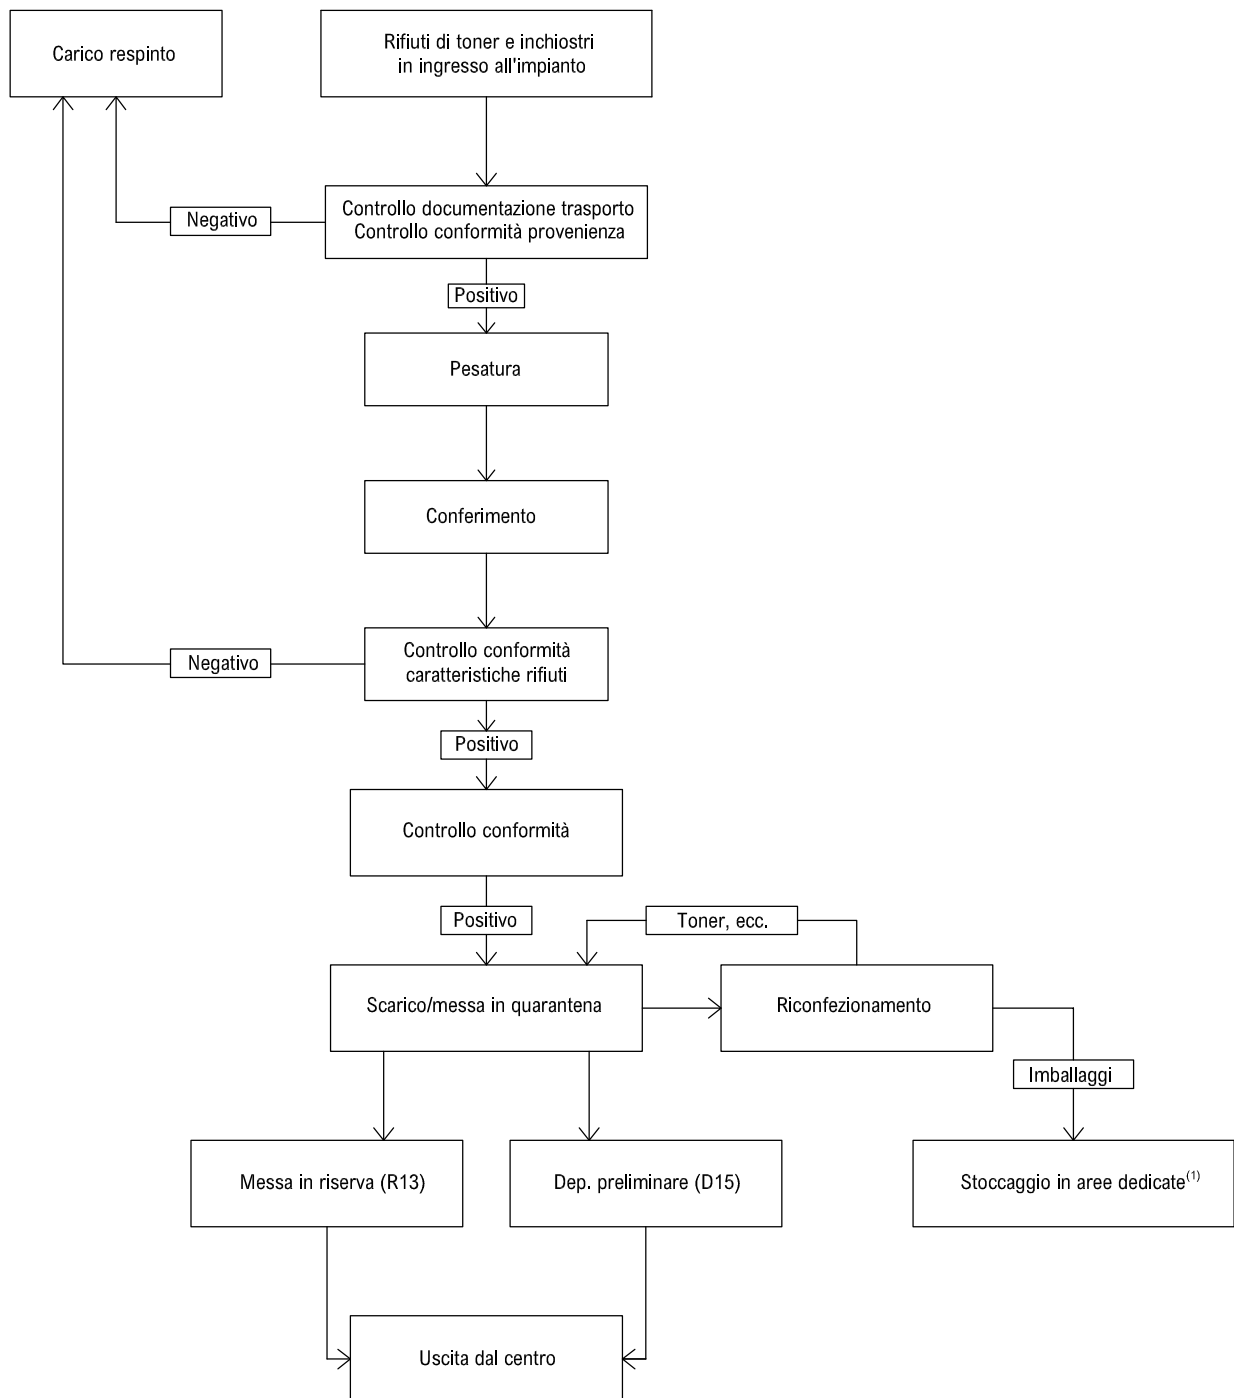 Carico respinto
Rifiuti di toner e inchiostri
in ingresso all'impianto
Negativo
Controllo documentazione trasporto
Controllo conformità provenienza
Positivo
Pesatura
Conferimento
Negativo
Controllo conformità
caratteristiche rifiuti
Positivo
Controllo conformità
Positivo
Toner, ecc.
Scarico/messa in quarantena
Riconfezionamento
Imballaggi
Messa in riserva (R13)
Dep. preliminare (D15)
Stoccaggio in aree dedicate(1)
Uscita dal centro